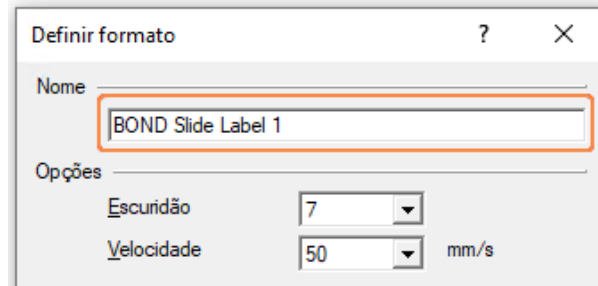 Definir formato ?
Nome
BOND Slide Label 1
Opções
Escuridão 7
Velocidade 50 mm/s